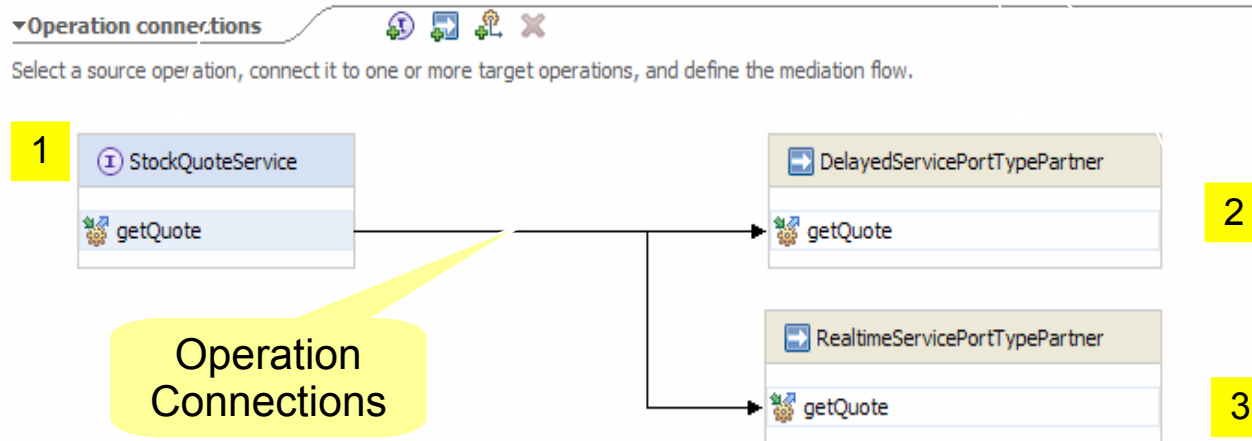 Operation connections
Select a source operation, connect it to one or more target operations, and define the mediation flow.
1
StockQuoteService
DelayedServicePortTypePartner
getQuote
getQuote
2
Operation
Connections
RealtimeServicePortTypePartner
getQuote
3